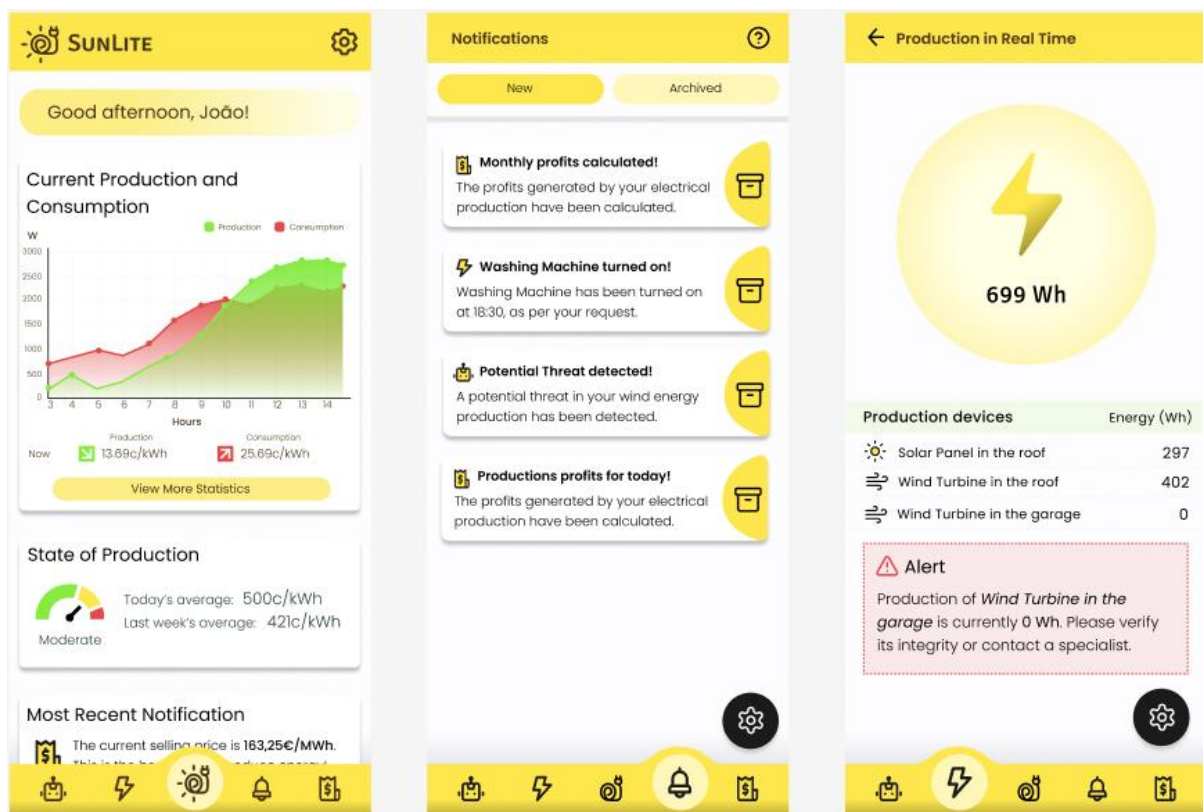 SUNLITE
Good afternoon, João!
Current Production and
Consumption
W
Production Consumption
3000
2500
2000
1500
1000
500
0
3 4 5 6 7 8 9 10 11 12 13 14
Hours
Production Consumption
Now 13.69c/kWh 25.69c/kWh
View More Statistics
State of Production
Today's average: 500c/kWh
Last week's average: 421c/kWh
Moderate
Most Recent Notification
The current selling price is 163,25€/MWh.
Notifications
New Archived
Monthly profits calculated!
The profits generated by your electrical
production have been calculated.
Washing Machine turned on!
Washing Machine has been turned on
at 18:30, as per your request.
Potential Threat detected!
A potential threat in your wind energy
production has been detected.
Productions profits for today!
The profits generated by your electrical
production have been calculated.
Production in Real Time
699 Wh
Production devices Energy (Wh)
Solar Panel in the roof 297
Wind Turbine in the roof 402
Wind Turbine in the garage 0
Alert
Production of Wind Turbine in the
garage is currently 0 Wh. Please verify
its integrity or contact a specialist.